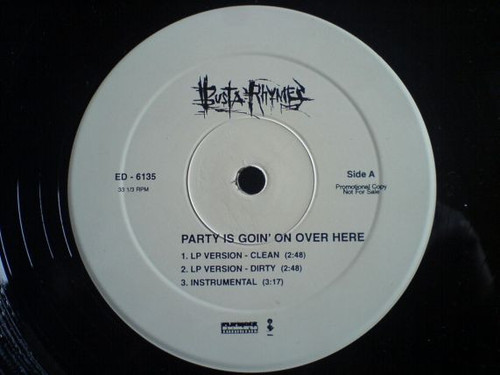 BUSTA RHYMES
ED - 6135
33 1/3 RPM
Side A
Promotional Copy
Not For Sale
PARTY IS GOIN' ON OVER HERE
1. LP VERSION - CLEAN (2:48)
2. LP VERSION - DIRTY (2:48)
3. INSTRUMENTAL (3:17)